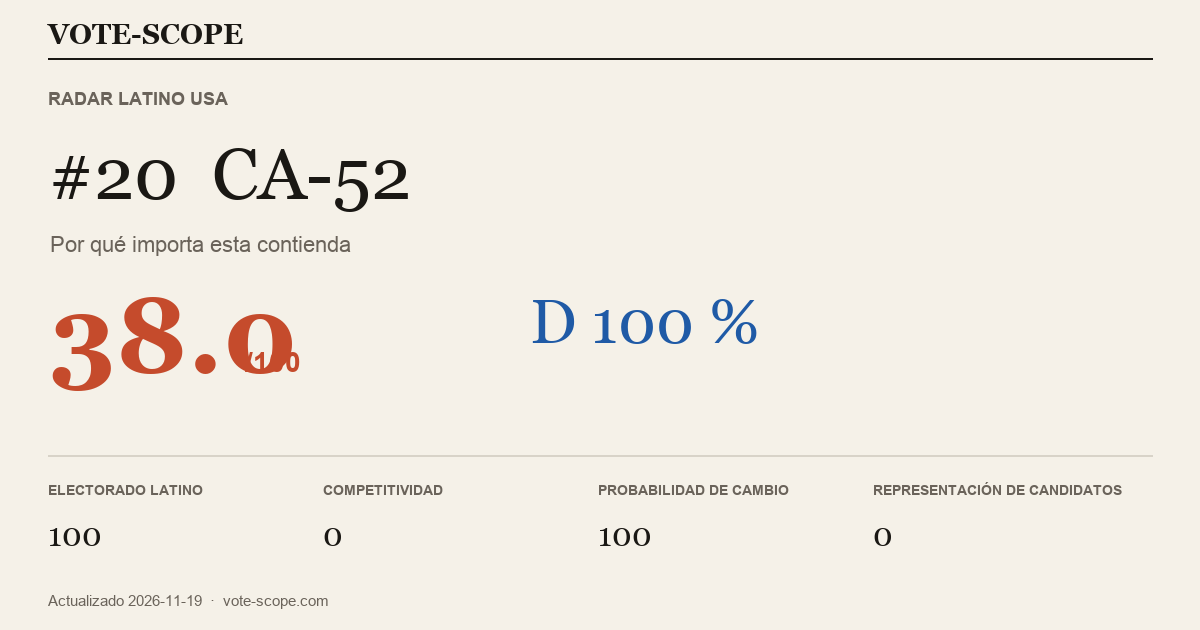 VOTE-SCOPE
RADAR LATINO USA
#20 CA-52
Por qué importa esta contienda
38.0 /100
D 100 %
ELECTORADO LATINO
100
COMPETITIVIDAD
0
PROBABILIDAD DE CAMBIO
100
REPRESENTACIÓN DE CANDIDATOS
0
Actualizado 2026-11-19 · vote-scope.com